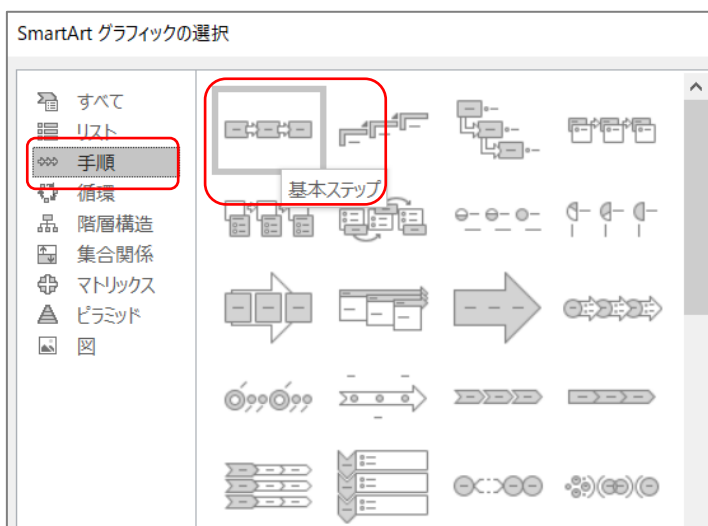 SmartArt グラフィックの選択
すべて
リスト
手順
循環
階層構造
集合関係
マトリックス
ピラミッド
図
基本ステップ